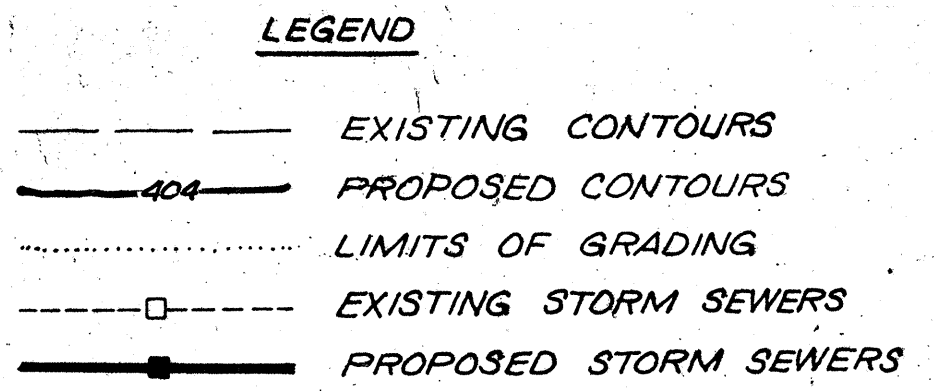 LEGEND
EXISTING CONTOURS
404 PROPOSED CONTOURS
LIMITS OF GRADING
EXISTING STORM SEWERS
PROPOSED STORM SEWERS